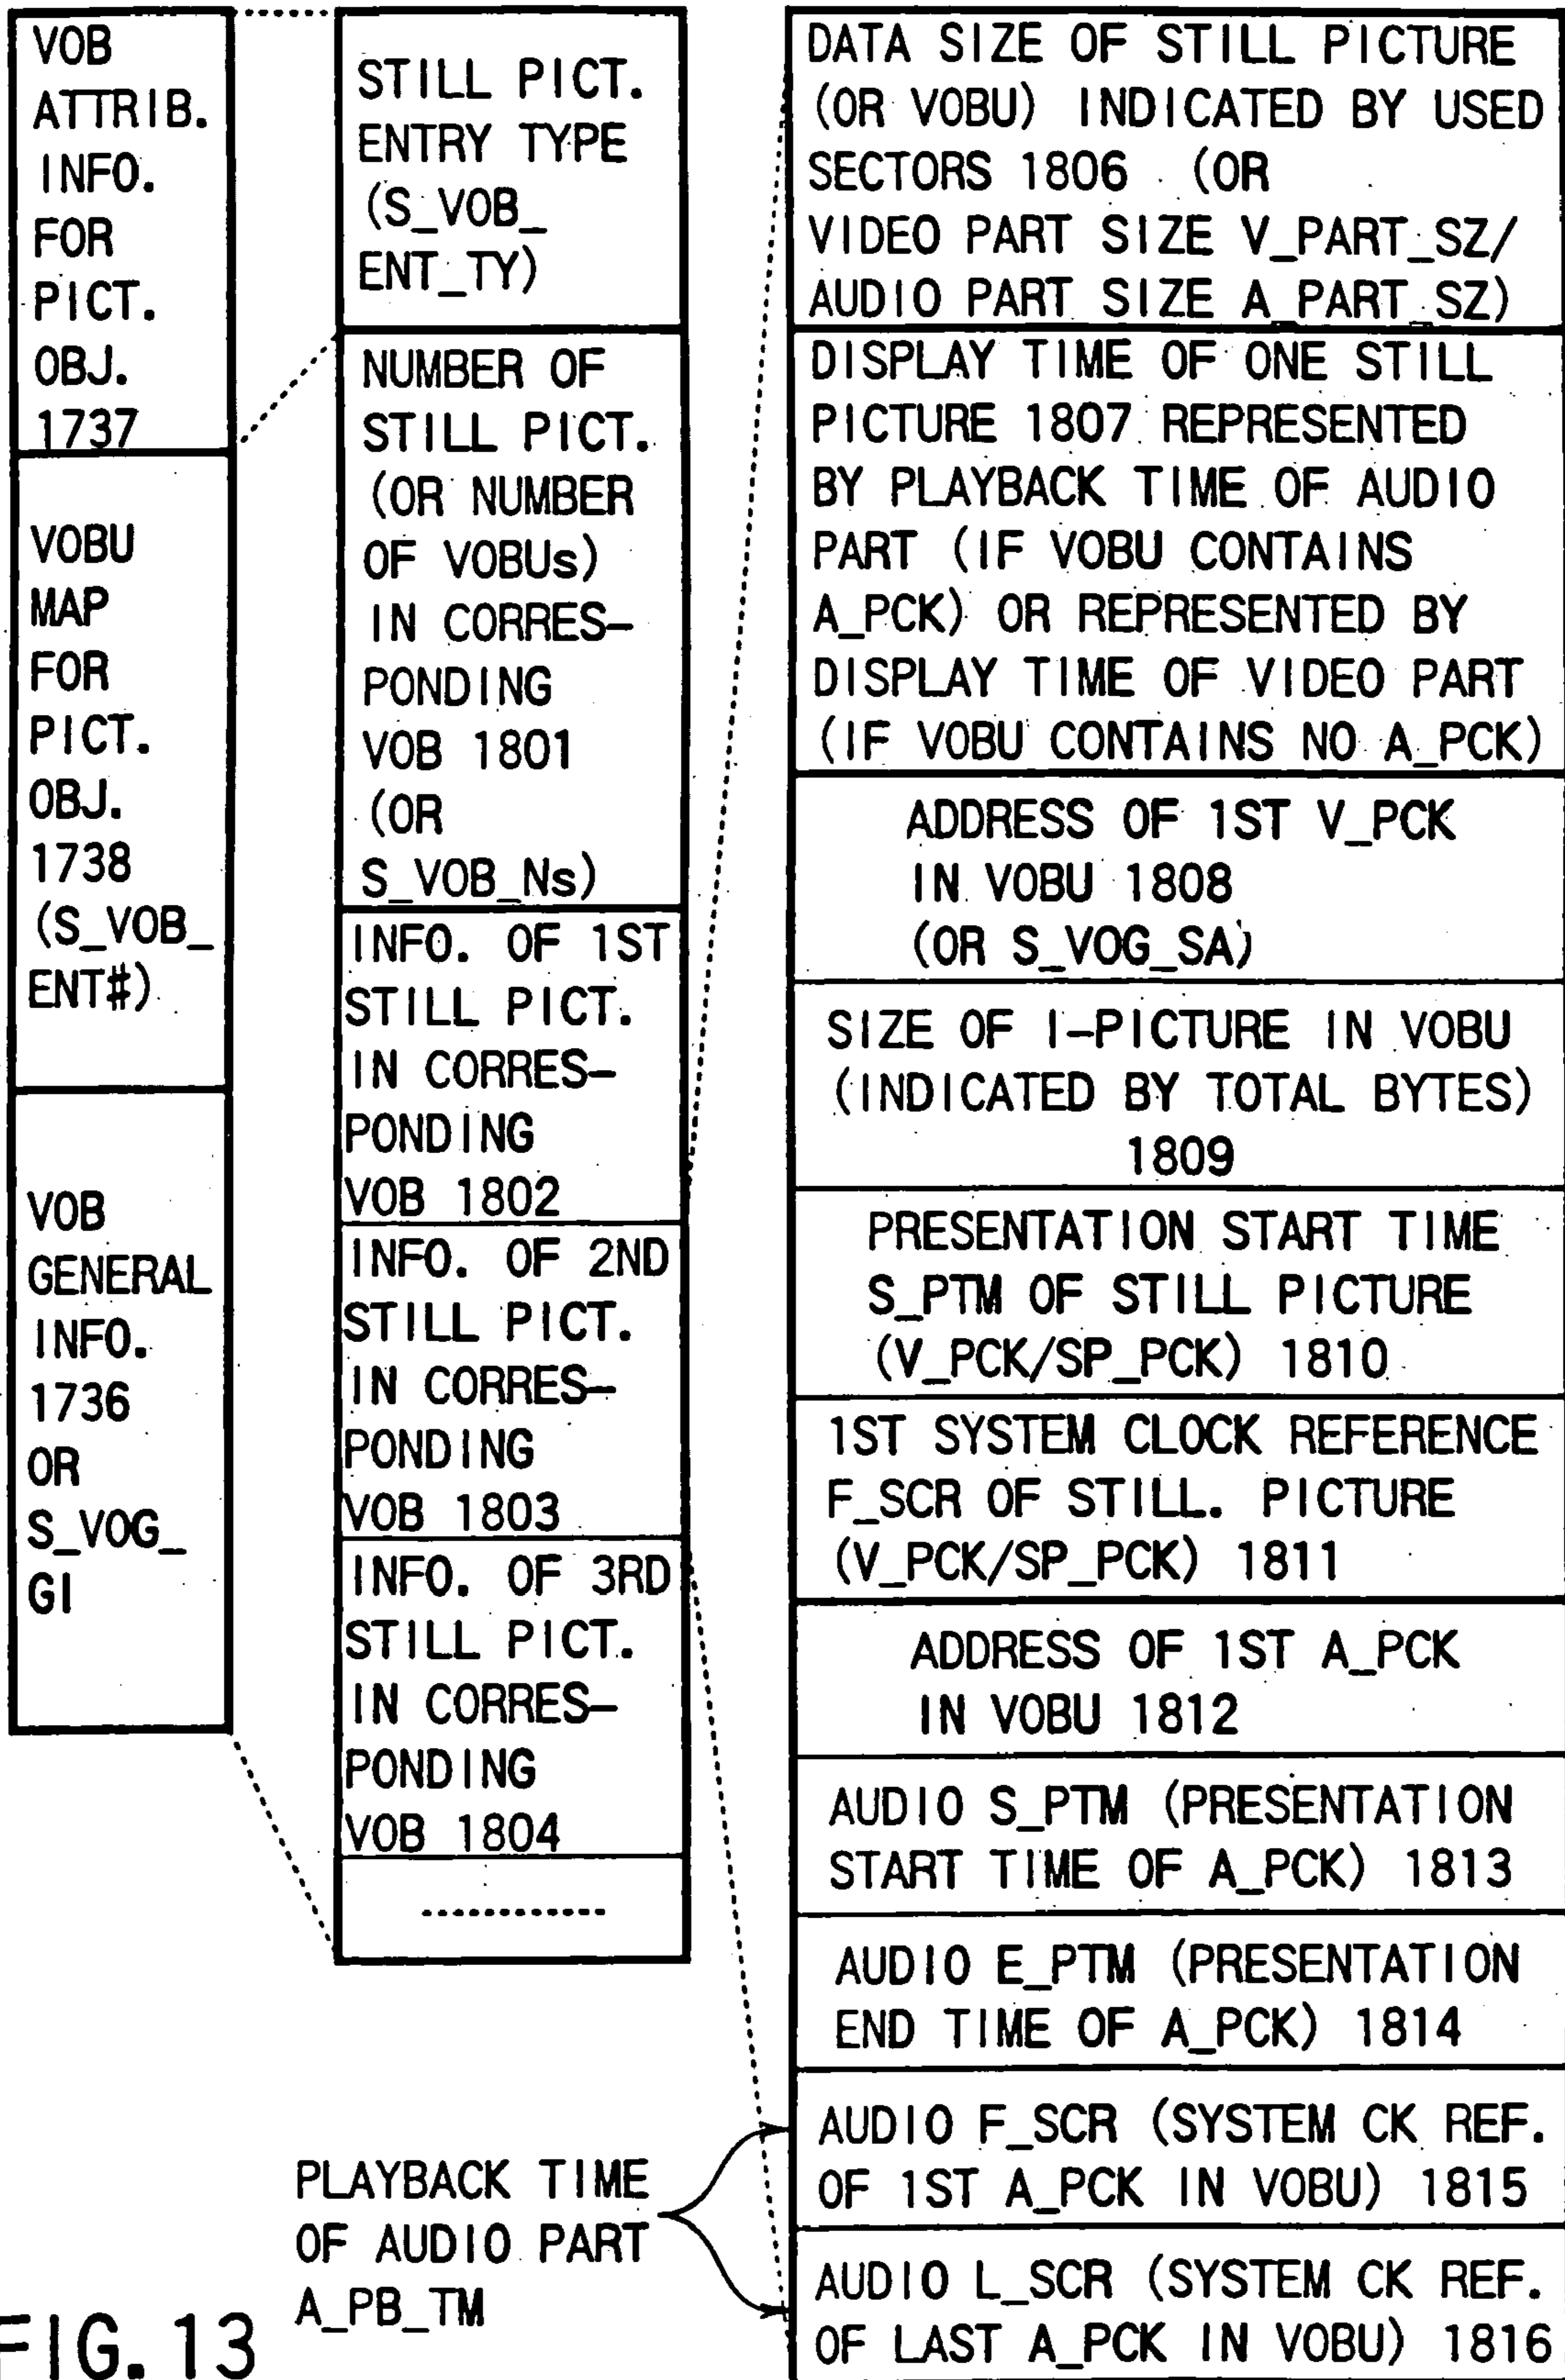 VOB
ATTRIB.
INFO.
FOR
PICT.
OBJ.
1737
VOBU
MAP
FOR
PICT.
OBJ.
1738
(S_VOB_
ENT#)
VOB
GENERAL
INFO.
1736
OR
S_VOG_
GI
STILL PICT.
ENTRY TYPE
(S_VOB_
ENT_TY)
NUMBER OF
STILL PICT.
(OR NUMBER
OF VOBUs)
IN CORRES-
PONDING
VOB 1801
(OR
S_VOB_Ns)
INFO. OF 1ST
STILL PICT.
IN CORRES-
PONDING
VOB 1802
INFO. OF 2ND
STILL PICT.
IN CORRES-
PONDING
VOB 1803
INFO. OF 3RD
STILL PICT.
IN CORRES-
PONDING
VOB 1804
............
DATA SIZE OF STILL PICTURE
(OR VOBU) INDICATED BY USED
SECTORS 1806 (OR
VIDEO PART SIZE V_PART_SZ/
AUDIO PART SIZE A_PART_SZ)
DISPLAY TIME OF ONE STILL
PICTURE 1807 REPRESENTED
BY PLAYBACK TIME OF AUDIO
PART (IF VOBU CONTAINS
A_PCK) OR REPRESENTED BY
DISPLAY TIME OF VIDEO PART
(IF VOBU CONTAINS NO A_PCK)
ADDRESS OF 1ST V_PCK
IN VOBU 1808
(OR S_VOG_SA)
SIZE OF I-PICTURE IN VOBU
(INDICATED BY TOTAL BYTES)
1809
PRESENTATION START TIME
S_PTM OF STILL PICTURE
(V_PCK/SP_PCK) 1810
1ST SYSTEM CLOCK REFERENCE
F_SCR OF STILL. PICTURE
(V_PCK/SP_PCK) 1811
ADDRESS OF 1ST A_PCK
IN VOBU 1812
AUDIO S_PTM (PRESENTATION
START TIME OF A_PCK) 1813
AUDIO E_PTM (PRESENTATION
END TIME OF A_PCK) 1814
AUDIO F_SCR (SYSTEM CK REF.
OF 1ST A_PCK IN VOBU) 1815
AUDIO L_SCR (SYSTEM CK REF.
OF LAST A_PCK IN VOBU) 1816
PLAYBACK TIME
OF AUDIO PART
A_PB_TM
FIG. 13